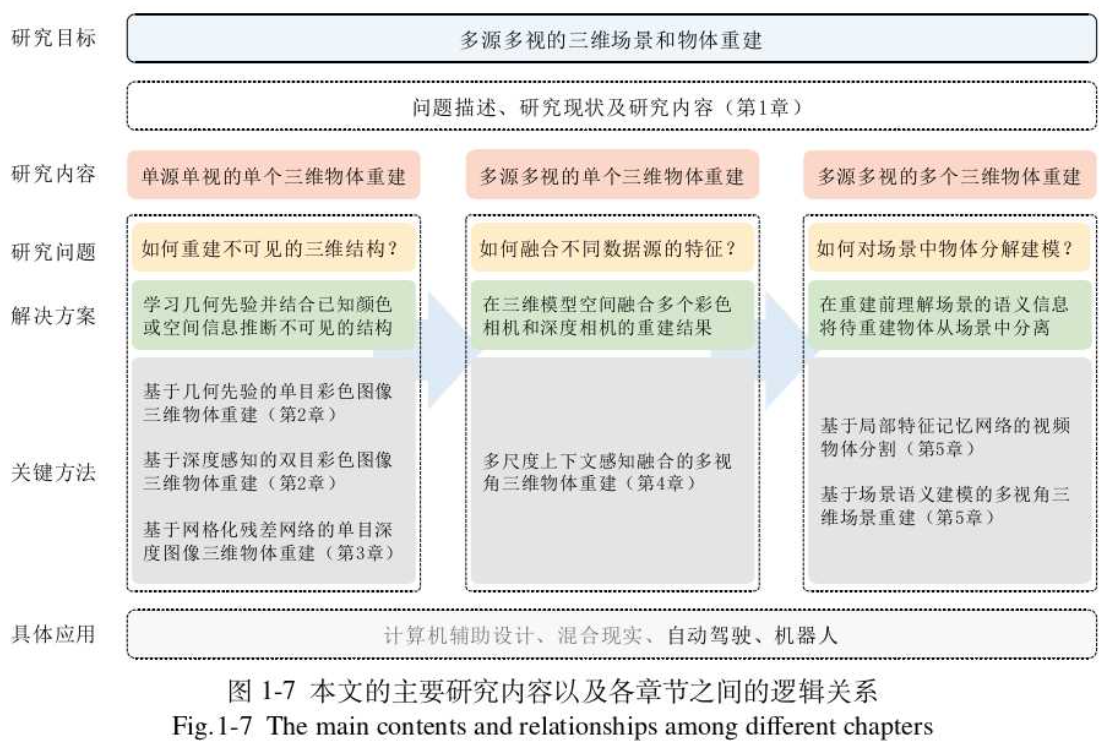 研究目标
多源多视的三维场景和物体重建
问题描述、研究现状及研究内容（第1章）
研究内容
单源单视的单个三维物体重建
多源多视的单个三维物体重建
多源多视的多个三维物体重建
研究问题
如何重建不可见的三维结构？
如何融合不同数据源的特征？
如何对场景中物体分解建模？
解决方案
学习几何先验并结合已知颜色
或空间信息推断不可见的结构
在三维模型空间融合多个彩色
相机和深度相机的重建结果
在重建前理解场景的语义信息
将待重建物体从场景中分离
关键方法
基于几何先验的单目彩色图像
三维物体重建（第2章）
基于深度感知的双目彩色图像
三维物体重建（第2章）
基于网格化残差网络的单目深
度图像三维物体重建（第3章）
多尺度上下文感知融合的多视
角三维物体重建（第4章）
基于局部特征记忆网络的视频
物体分割（第5章）
基于场景语义建模的多视角三
维场景重建（第5章）
具体应用
计算机辅助设计、混合现实、自动驾驶、机器人
图 1-7 本文的主要研究内容以及各章节之间的逻辑关系
Fig.1-7 The main contents and relationships among different chapters